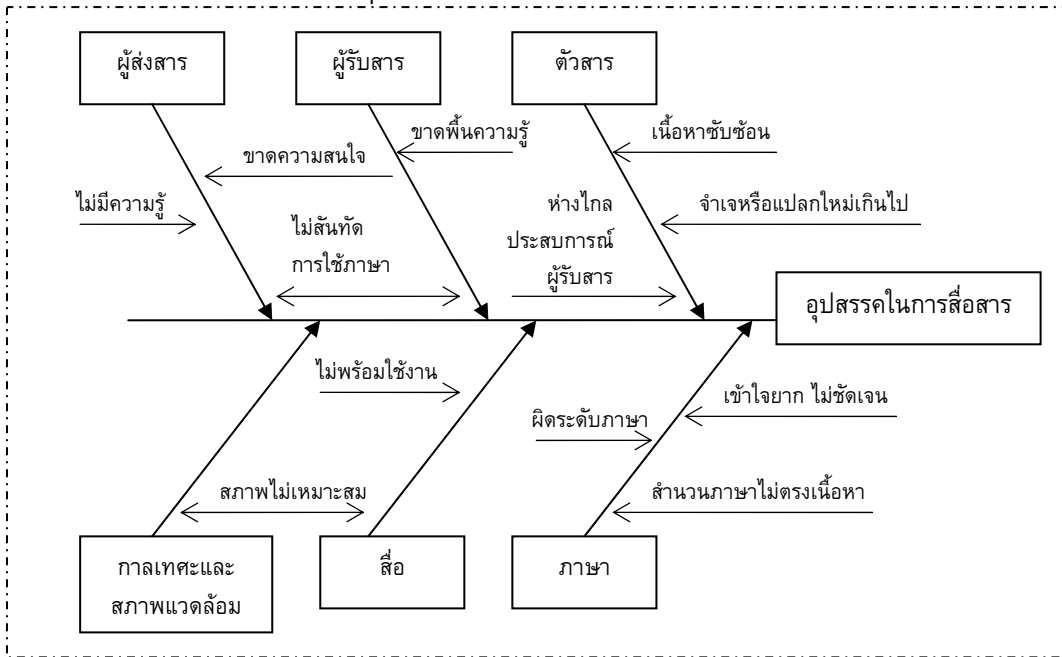 ผู้ส่งสาร
ผู้รับสาร
ตัวสาร
ขาดพื้นความรู้
เนื้อหาซับซ้อน
ขาดความสนใจ
ไม่มีความรู้
ห่างไกล
จำเจหรือแปลกใหม่เกินไป
ไม่สันทัด
ประสบการณ์
การใช้ภาษา
ผู้รับสาร
อุปสรรคในการสื่อสาร
ไม่พร้อมใช้งาน
เข้าใจยาก ไม่ชัดเจน
ผิดระดับภาษา
สภาพไม่เหมาะสม
สำนวนภาษาไม่ตรงเนื้อหา
กาลเทศะและ
สภาพแวดล้อม
สื่อ
ภาษา